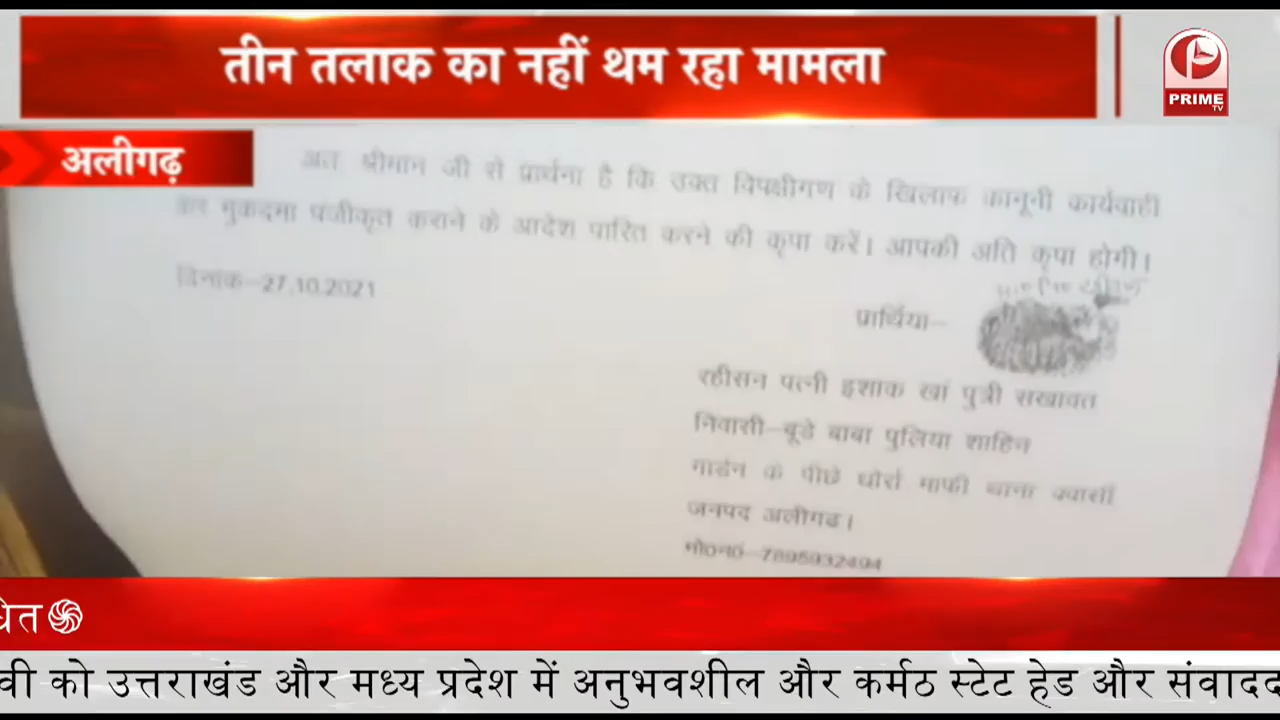 तीन तलाक का नहीं थम रहा मामला
PRIME
TV
अलीगढ़
अतः श्रीमान जी से प्रार्थना है कि उक्त विपक्षीगण के खिलाफ कानूनी कार्यवाही
कर मुकदमा पंजीकृत कराने के आदेश पारित करने की कृपा करें। आपकी अति कृपा होगी।
दिनांक–27.10.2021
प्रार्थिया–
रहीसन पत्नी इशाक खां पुत्री सखावत
निवासी–बूडे बाबा पुलिया शाहिन
गार्डन के पीछे धोर्रा माफी थाना क्वार्सी
जनपद अलीगढ।
मो0नं0–7895932494
धित
वी को उत्तराखंड और मध्य प्रदेश में अनुभवशील और कर्मठ स्टेट हेड और संवादद